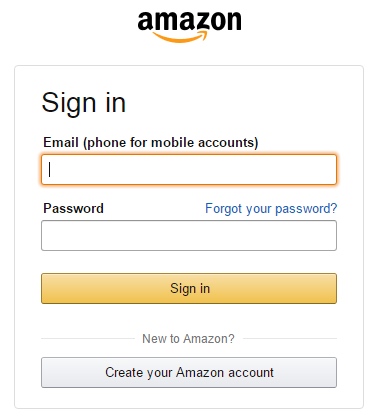 amazon
Sign in
Email (phone for mobile accounts)
Password Forgot your password?
Sign in
New to Amazon?
Create your Amazon account